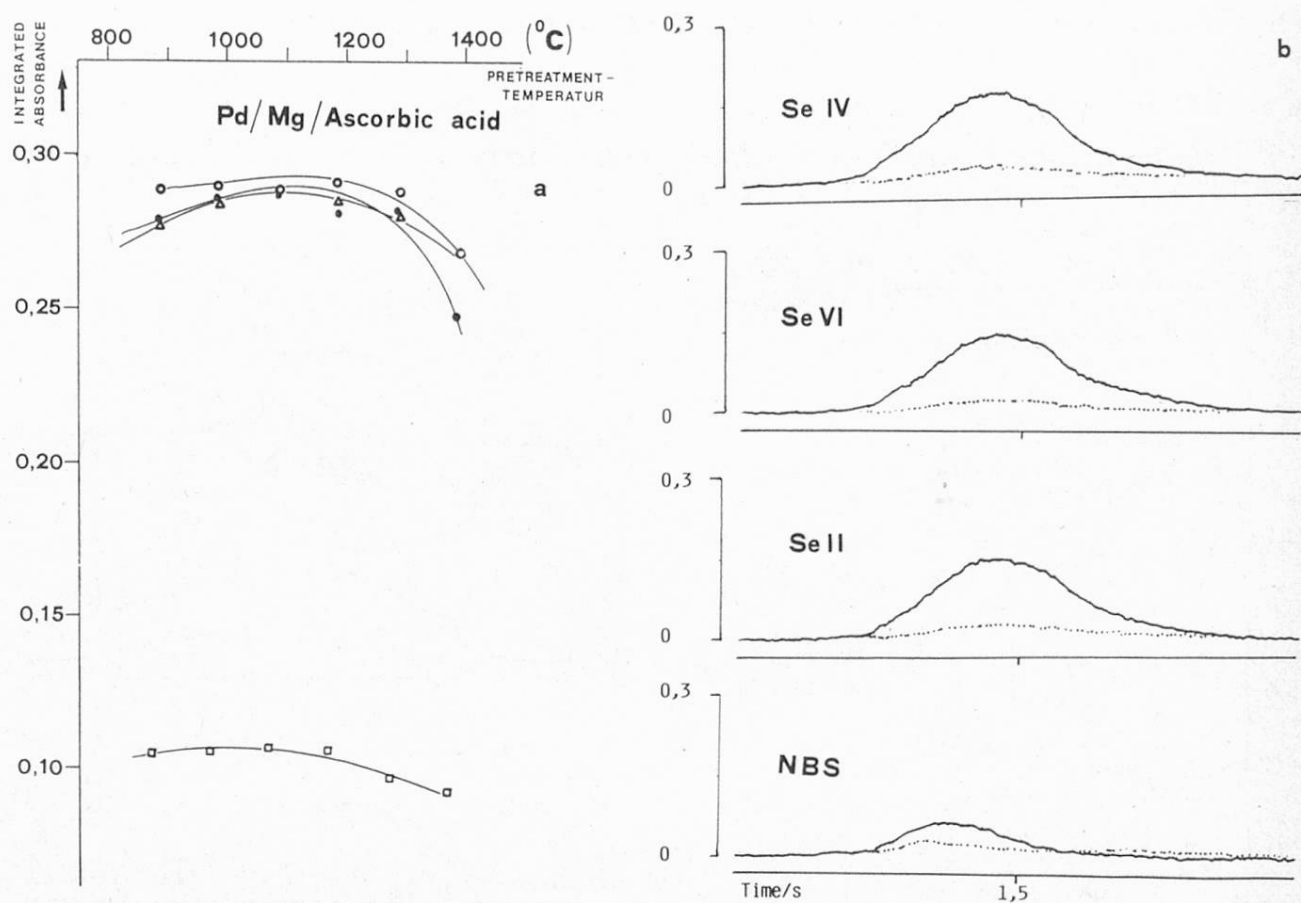 INTEGRATED
ABSORBANCE
800 1000 1200 1400 (°C)
PRETREATMENT-
TEMPERATUR
Pd/Mg/Ascorbic acid
a
0,30
0,25
0,20
0,15
0,10
b
0,3
Se IV
0
0,3
Se VI
0
0,3
Se II
0
0,3
NBS
0
Time/s 1,5